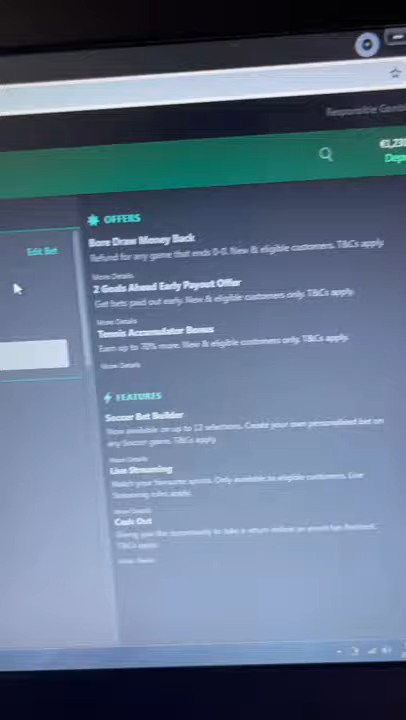 Responsible Gambl
€1,230
Dep
OFFERS
Edit Bet
Bore Draw Money Back
Refund for any game that ends 0-0. New & eligible customers. T&Cs apply.
More Details
2 Goals Ahead Early Payout Offer
Get bets paid out early. New & eligible customers only. T&Cs apply.
More Details
Tennis Accumulator Bonus
Earn up to 70% more. New & eligible customers only. T&Cs apply.
More Details
FEATURES
Soccer Bet Builder
Now available on up to 12 selections. Create your own personalised bet on
any Soccer game. T&Cs apply.
More Details
Live Streaming
Watch your favourite sports. Only available to eligible customers. Live
Streaming rules apply.
More Details
Cash Out
Giving you the opportunity to take a return before an event has finished.
T&Cs apply.
More Details